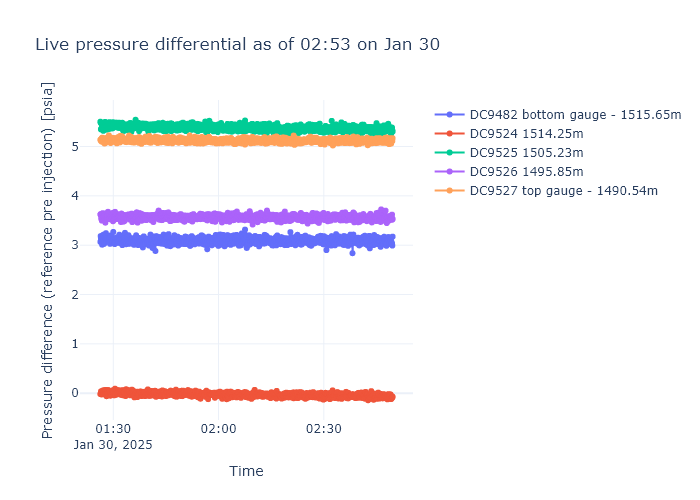 Live pressure differential as of 02:53 on Jan 30
Pressure difference (reference pre injection) [psia]
5
4
3
2
1
0
01:30
02:00
02:30
Jan 30, 2025
Time
DC9482 bottom gauge - 1515.65m
DC9524 1514.25m
DC9525 1505.23m
DC9526 1495.85m
DC9527 top gauge - 1490.54m